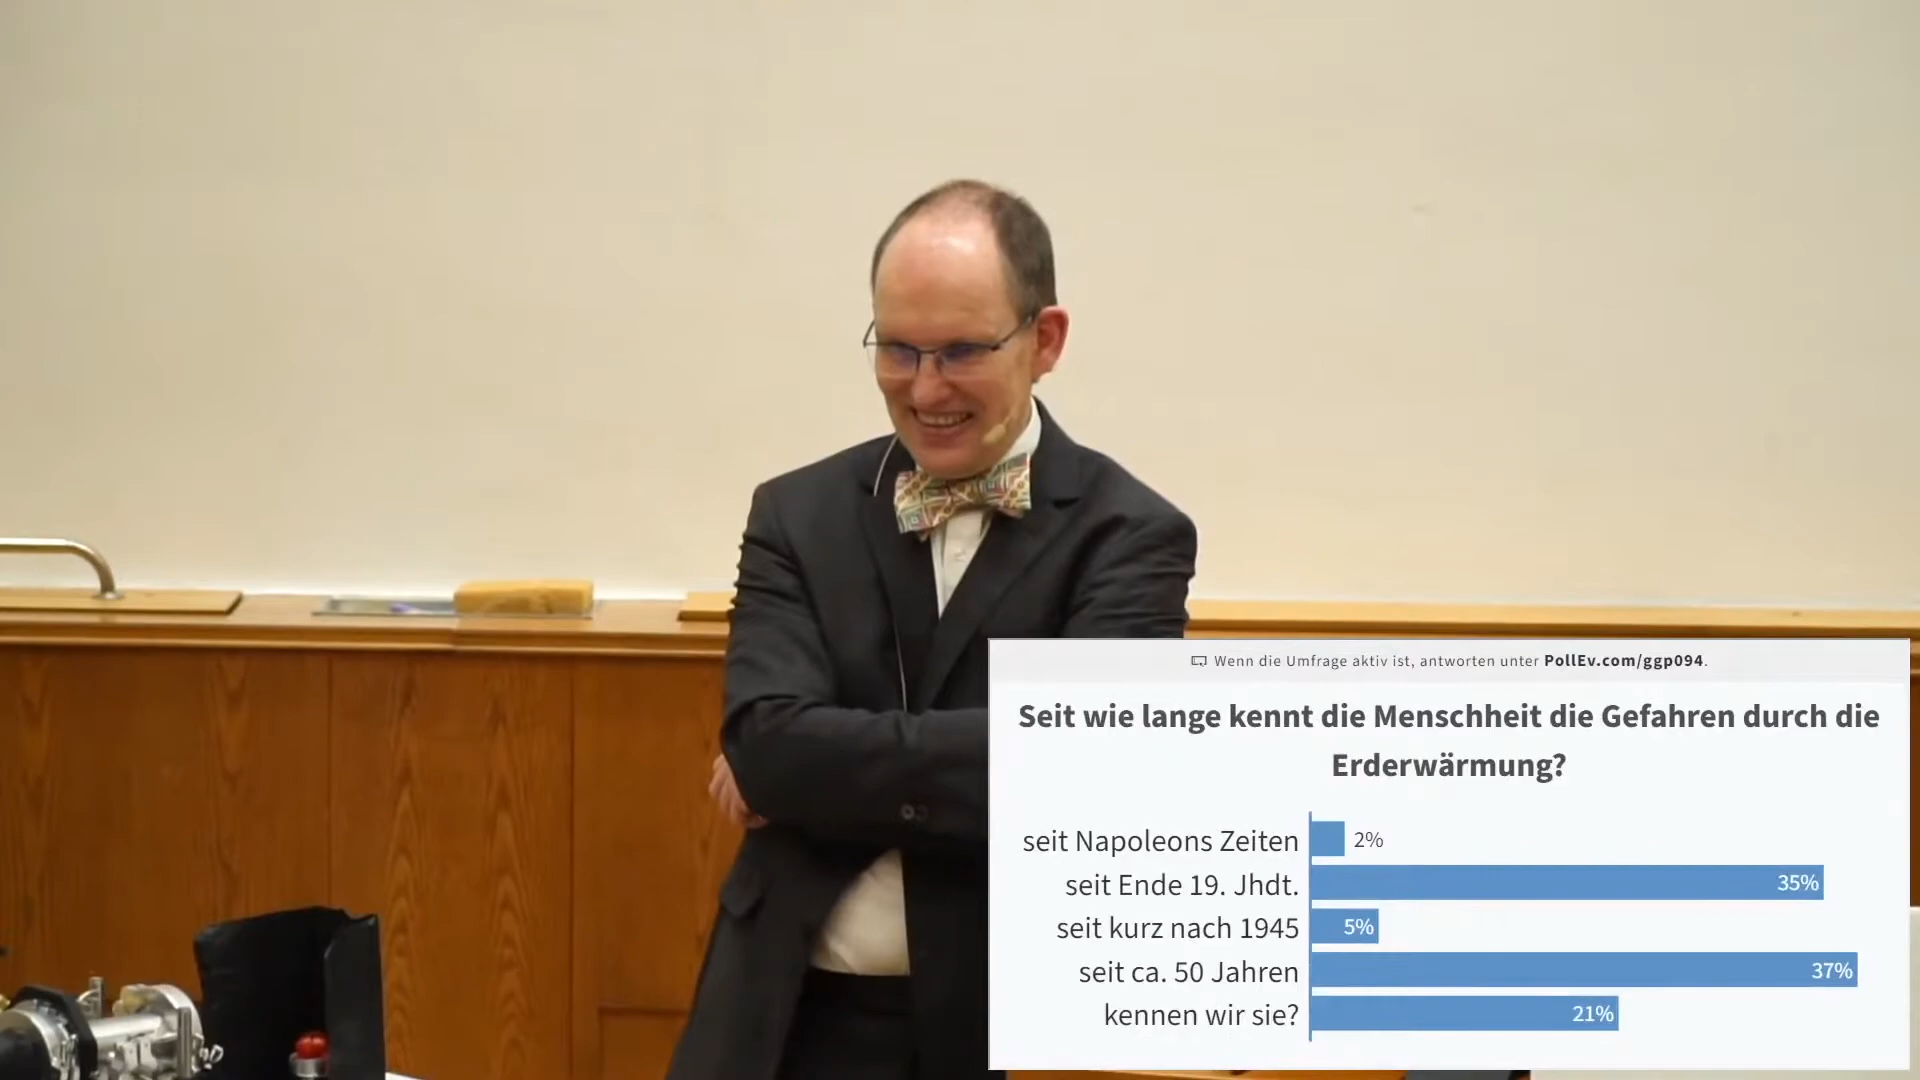 Wenn die Umfrage aktiv ist, antworten unter PollEv.com/ggp094.
Seit wie lange kennt die Menschheit die Gefahren durch die
Erderwärmung?
seit Napoleons Zeiten 2%
seit Ende 19. Jhdt. 35%
seit kurz nach 1945 5%
seit ca. 50 Jahren 37%
kennen wir sie? 21%